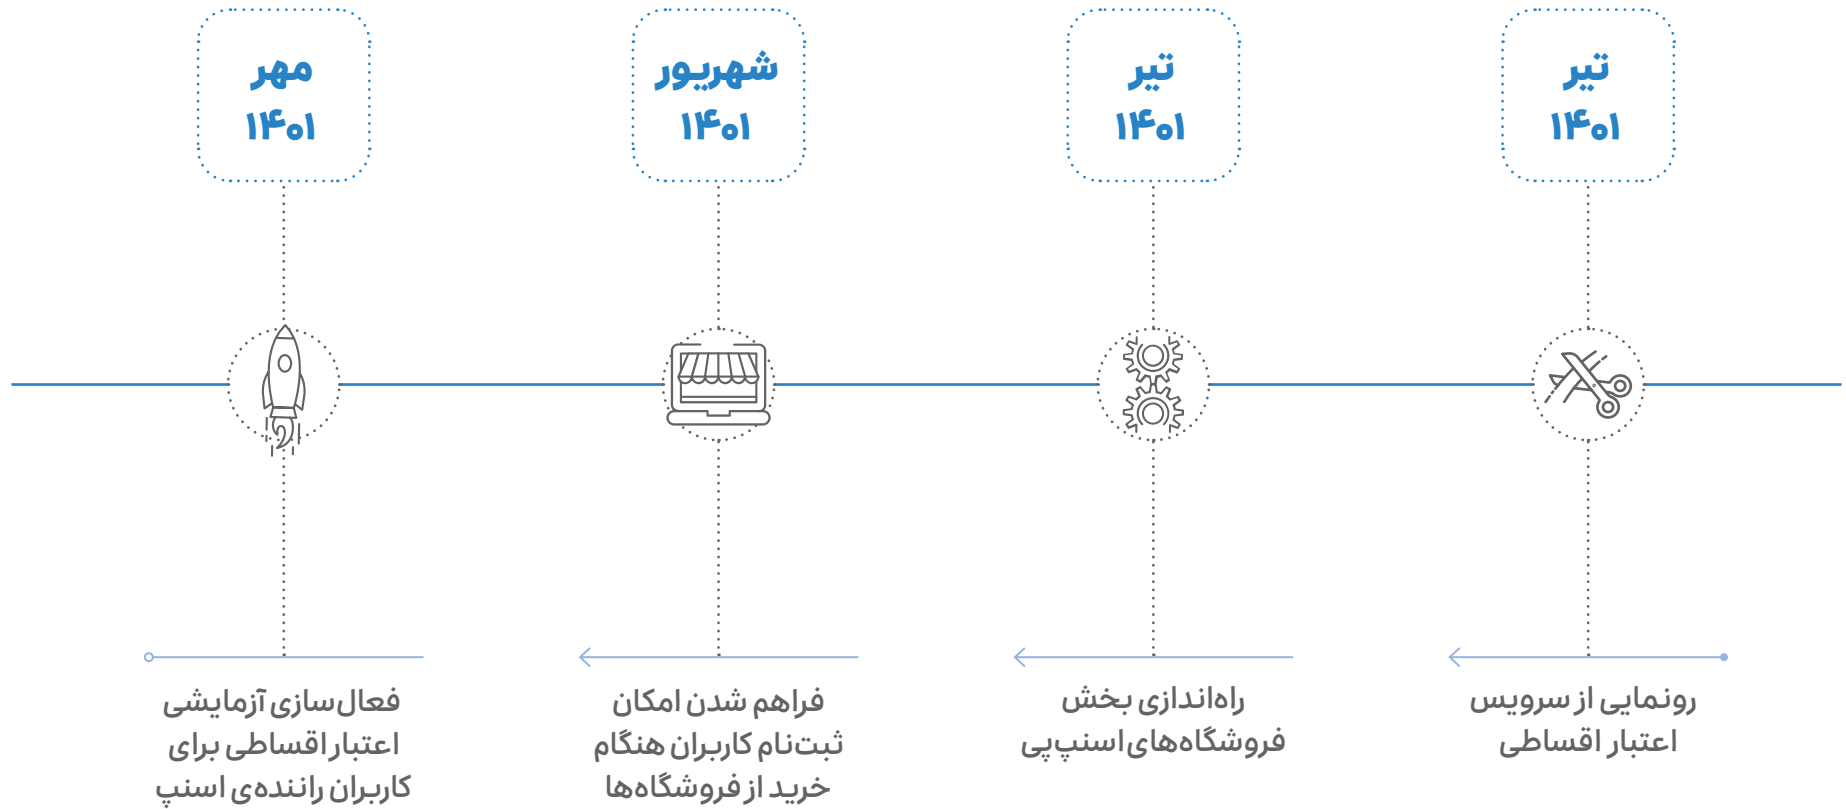 تیر
۱۴۰۱
رونمایی از سرویس
اعتبار اقساطی
تیر
۱۴۰۱
راه‌اندازی بخش
فروشگاه‌های اسنپ‌پی
شهریور
۱۴۰۱
فراهم شدن امکان
ثبت‌نام کاربران هنگام
خرید از فروشگاه‌ها
مهر
۱۴۰۱
فعال‌سازی آزمایشی
اعتبار اقساطی برای
کاربران راننده‌ی اسنپ